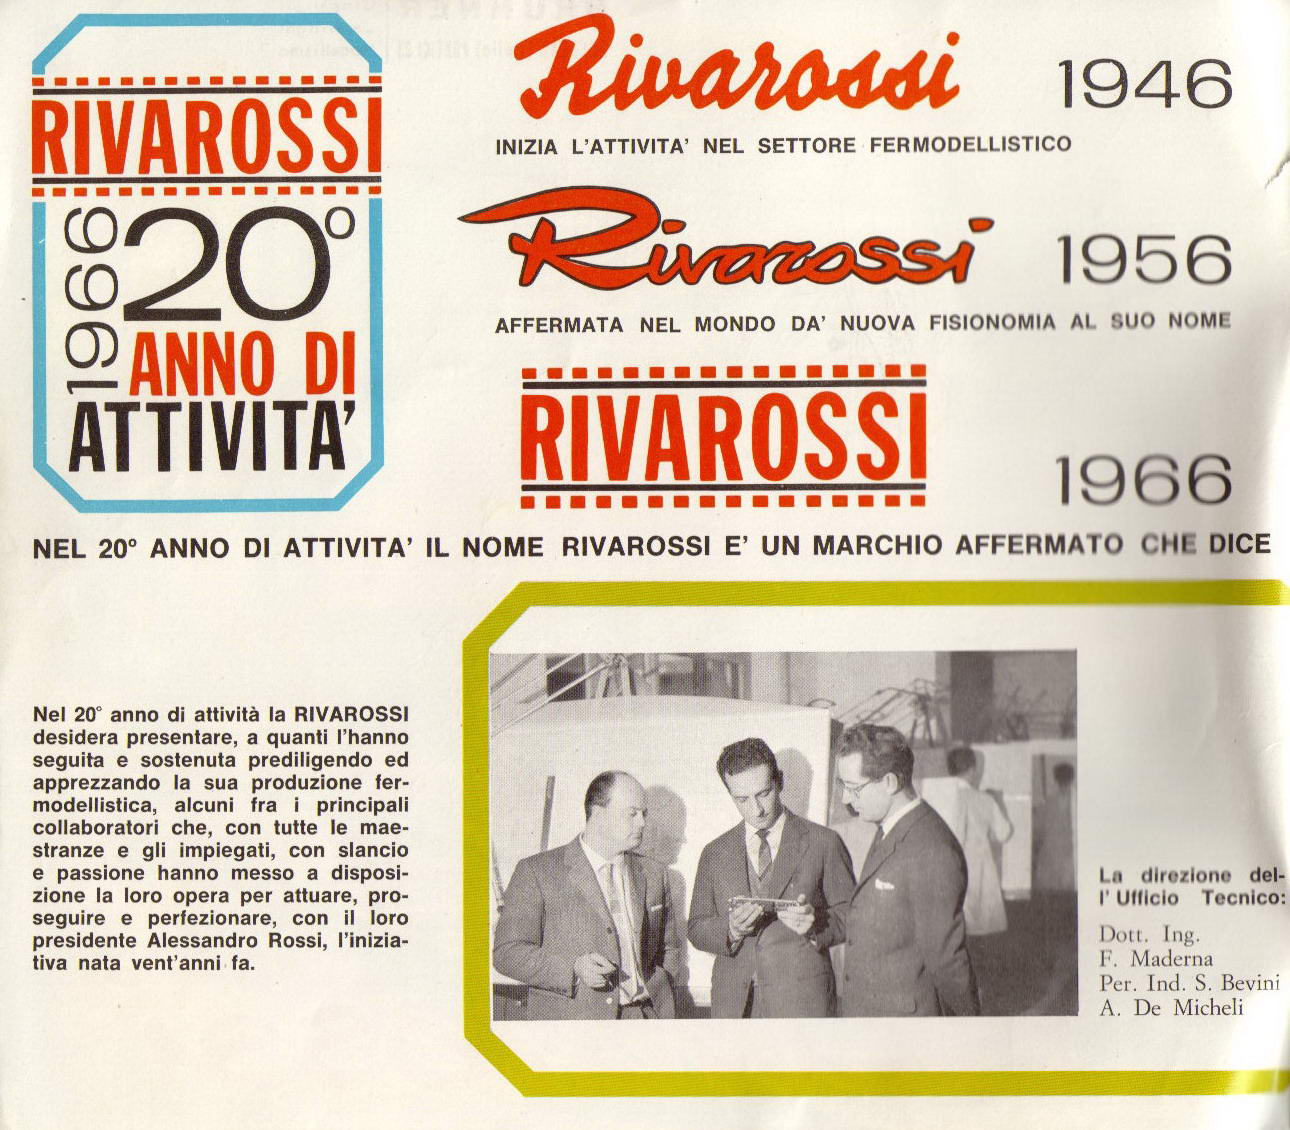 RIVAROSSI
1966
20°
ANNO DI
ATTIVITA'
Rivarossi 1946
INIZIA L'ATTIVITA' NEL SETTORE FERMODELLISTICO
Rivarossi 1956
AFFERMATA NEL MONDO DA' NUOVA FISIONOMIA AL SUO NOME
RIVAROSSI 1966
NEL 20° ANNO DI ATTIVITA' IL NOME RIVAROSSI E' UN MARCHIO AFFERMATO CHE DICE
Nel 20° anno di attività la RIVAROSSI
desidera presentare, a quanti l'hanno
seguita e sostenuta prediligendo ed
apprezzando la sua produzione fer-
modellistica, alcuni fra i principali
collaboratori che, con tutte le mae-
stranze e gli impiegati, con slancio
e passione hanno messo a disposi-
zione la loro opera per attuare, pro-
seguire e perfezionare, con il loro
presidente Alessandro Rossi, l'inizia-
tiva nata vent'anni fa.
La direzione del-
l'Ufficio Tecnico:
Dott. Ing.
F. Maderna
Per. Ind. S. Bevini
A. De Micheli